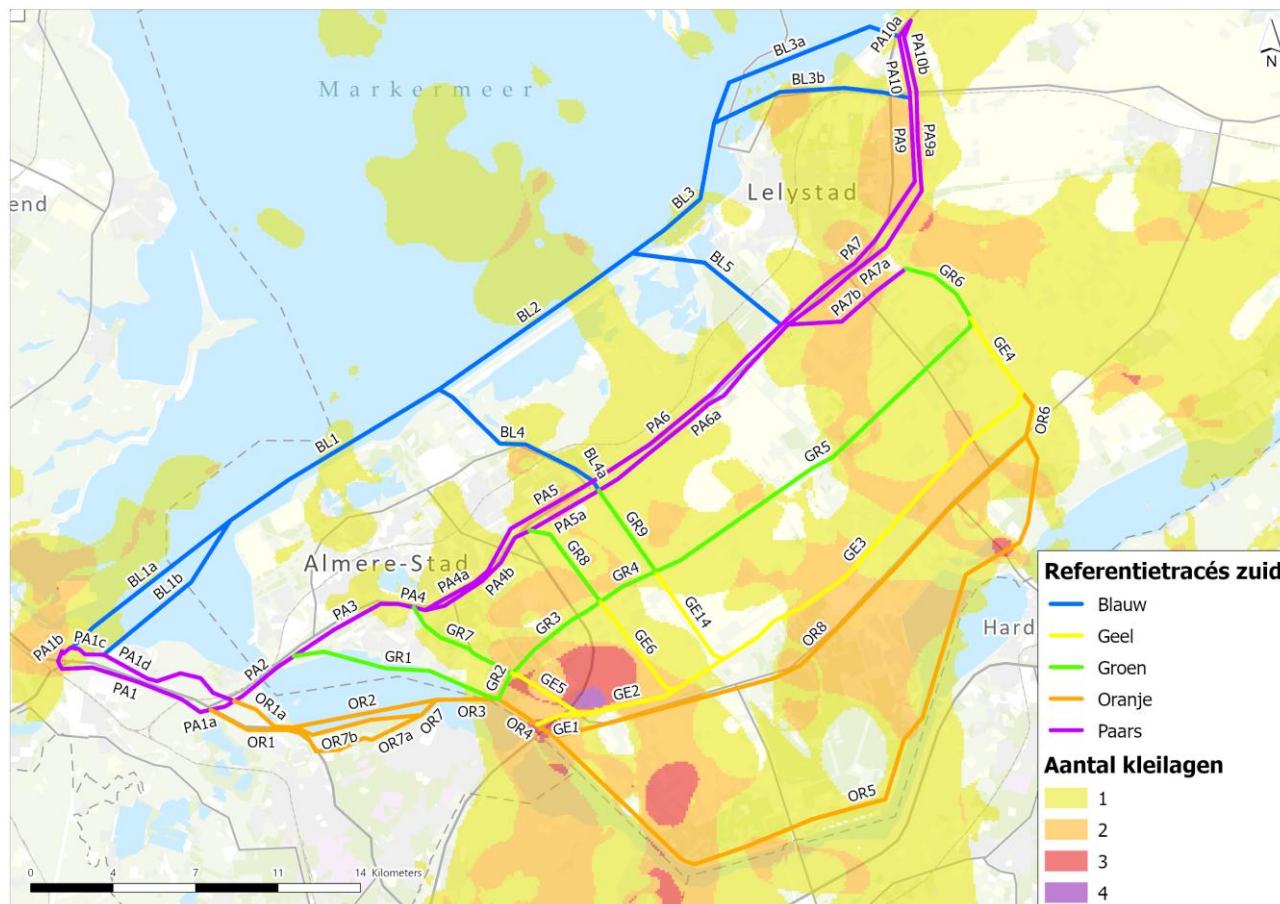 PA10a
BL3a
PA10b
N
Markermeer
BL3b
PA10
PA9
PA9a
Lelystad
end
BL3
PA7
PA7a
BL5
GR6
PA7b
BL2
GE4
BL1
PA6
PA6a
OR6
BL4
BL4a
GR5
PA5
PA5a
GR9
GE3
BL1a
BL1b
Almere-Stad
PA4a
PA4b
GR8
GR4
PA4
PA3
GR3
GE14
OR8
Hard
GR7
PA1b
PA1c
PA1d
PA2
GR1
GR2
GE6
PA1
GE5
GE2
PA1a
OR1a
OR2
OR3
OR4
GE1
OR1
OR7b
OR7a
OR7
OR5
0
4
7
11
14 Kilometers
Referentietracés zuid
Blauw
Geel
Groen
Oranje
Paars
Aantal kleilagen
1
2
3
4